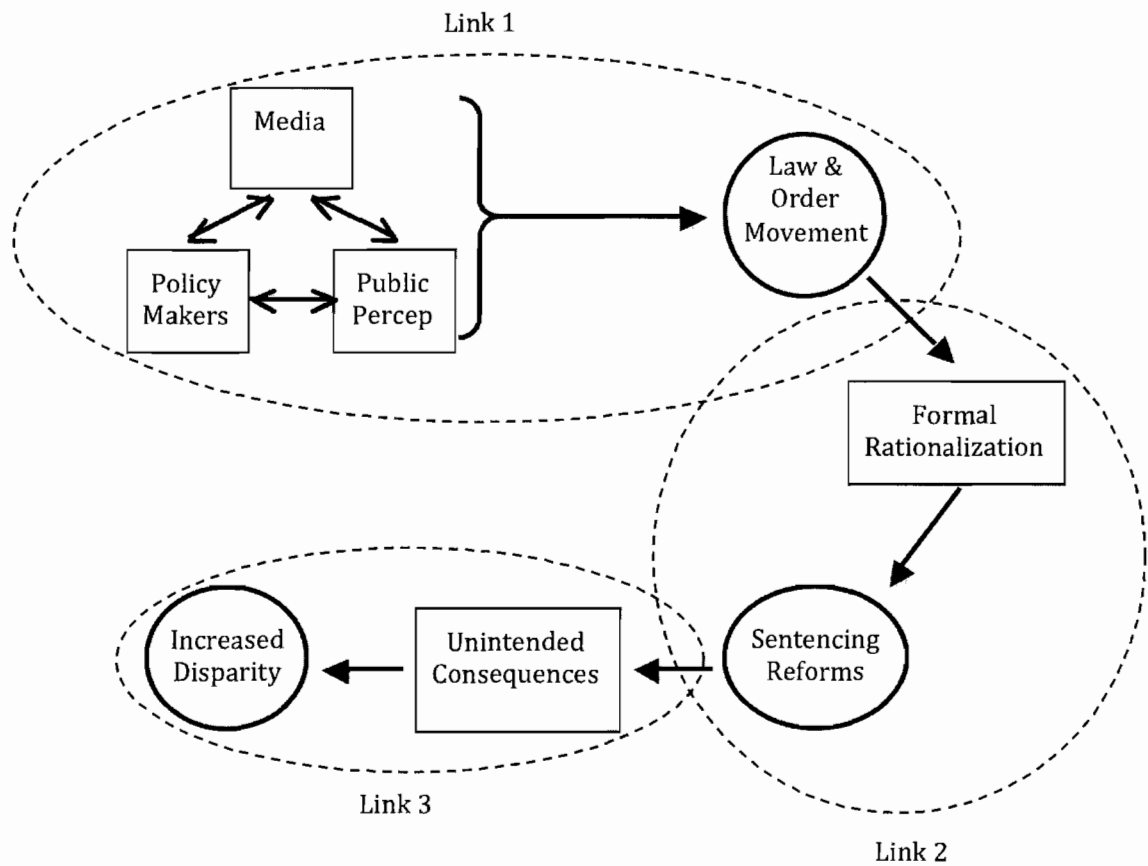 Link 1
Media
Policy
Makers
Public
Percep
Law &
Order
Movement
Formal
Rationalization
Sentencing
Reforms
Unintended
Consequences
Increased
Disparity
Link 3
Link 2